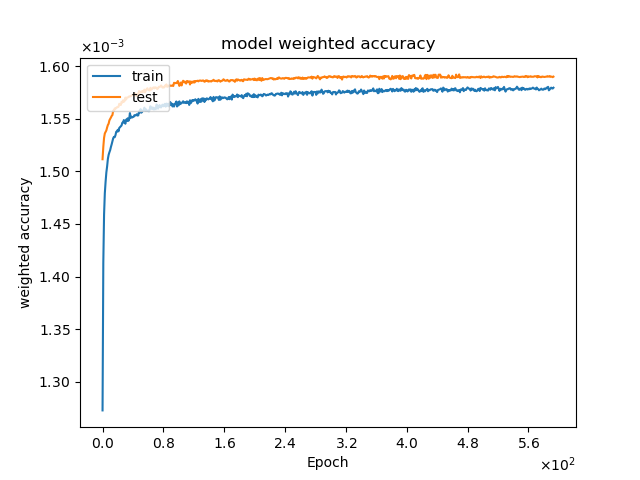 model weighted accuracy
×10⁻³
1.60
1.55
1.50
1.45
1.40
1.35
1.30
weighted accuracy
train
test
0.0 0.8 1.6 2.4 3.2 4.0 4.8 5.6
Epoch
×10²